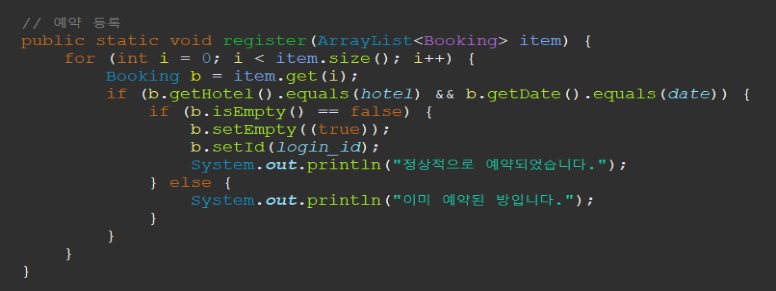 // 예약 등록
public static void register(ArrayList<Booking> item) {
    for (int i = 0; i < item.size(); i++) {
        Booking b = item.get(i);
        if (b.getHotel().equals(hotel) && b.getDate().equals(date)) {
            if (b.isEmpty() == false) {
                b.setEmpty((true));
                b.setId(login_id);
                System.out.println("정상적으로 예약되었습니다.");
            } else {
                System.out.println("이미 예약된 방입니다.");
            }
        }
    }
}